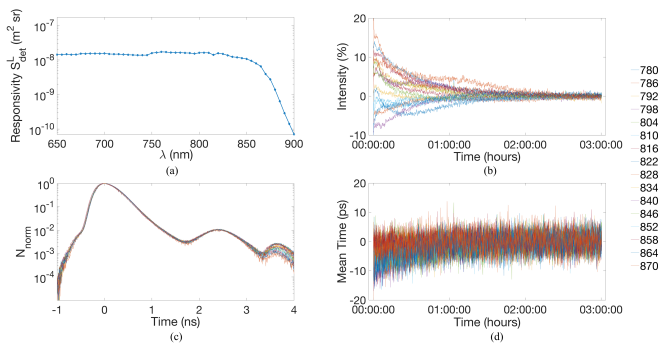 Responsivity S^L_det (m² sr)
10⁻⁷
10⁻⁸
10⁻⁹
10⁻¹⁰
650 700 750 800 850 900
λ (nm)
(a)
Intensity (%)
20
10
0
-10
00:00:00 01:00:00 02:00:00 03:00:00
Time (hours)
(b)
N_norm
10⁰
10⁻¹
10⁻²
10⁻³
10⁻⁴
-1 0 1 2 3 4
Time (ns)
(c)
Mean Time (ps)
20
10
0
-10
-20
00:00:00 01:00:00 02:00:00 03:00:00
Time (hours)
(d)
780
786
792
798
804
810
816
822
828
834
840
846
852
858
864
870